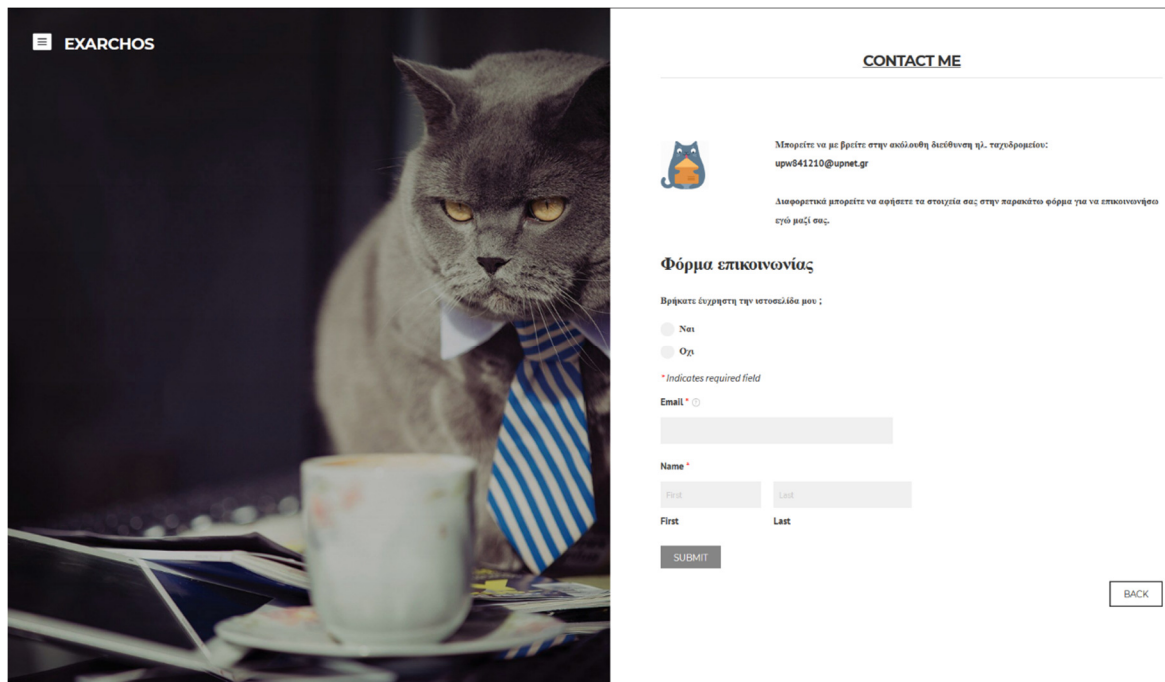 EXARCHOS
CONTACT ME
Μπορείτε να με βρείτε στην ακόλουθη διεύθυνση ηλ. ταχυδρομείου:
upw841210@upnet.gr
Διαφορετικά μπορείτε να αφήσετε τα στοιχεία σας στην παρακάτω φόρμα για να επικοινωνήσω
εγώ μαζί σας.
Φόρμα επικοινωνίας
Βρήκατε έυχρηστη την ιστοσελίδα μου ;
Ναι
Οχι
* Indicates required field
Email *
Name *
First
Last
First
Last
SUBMIT
BACK